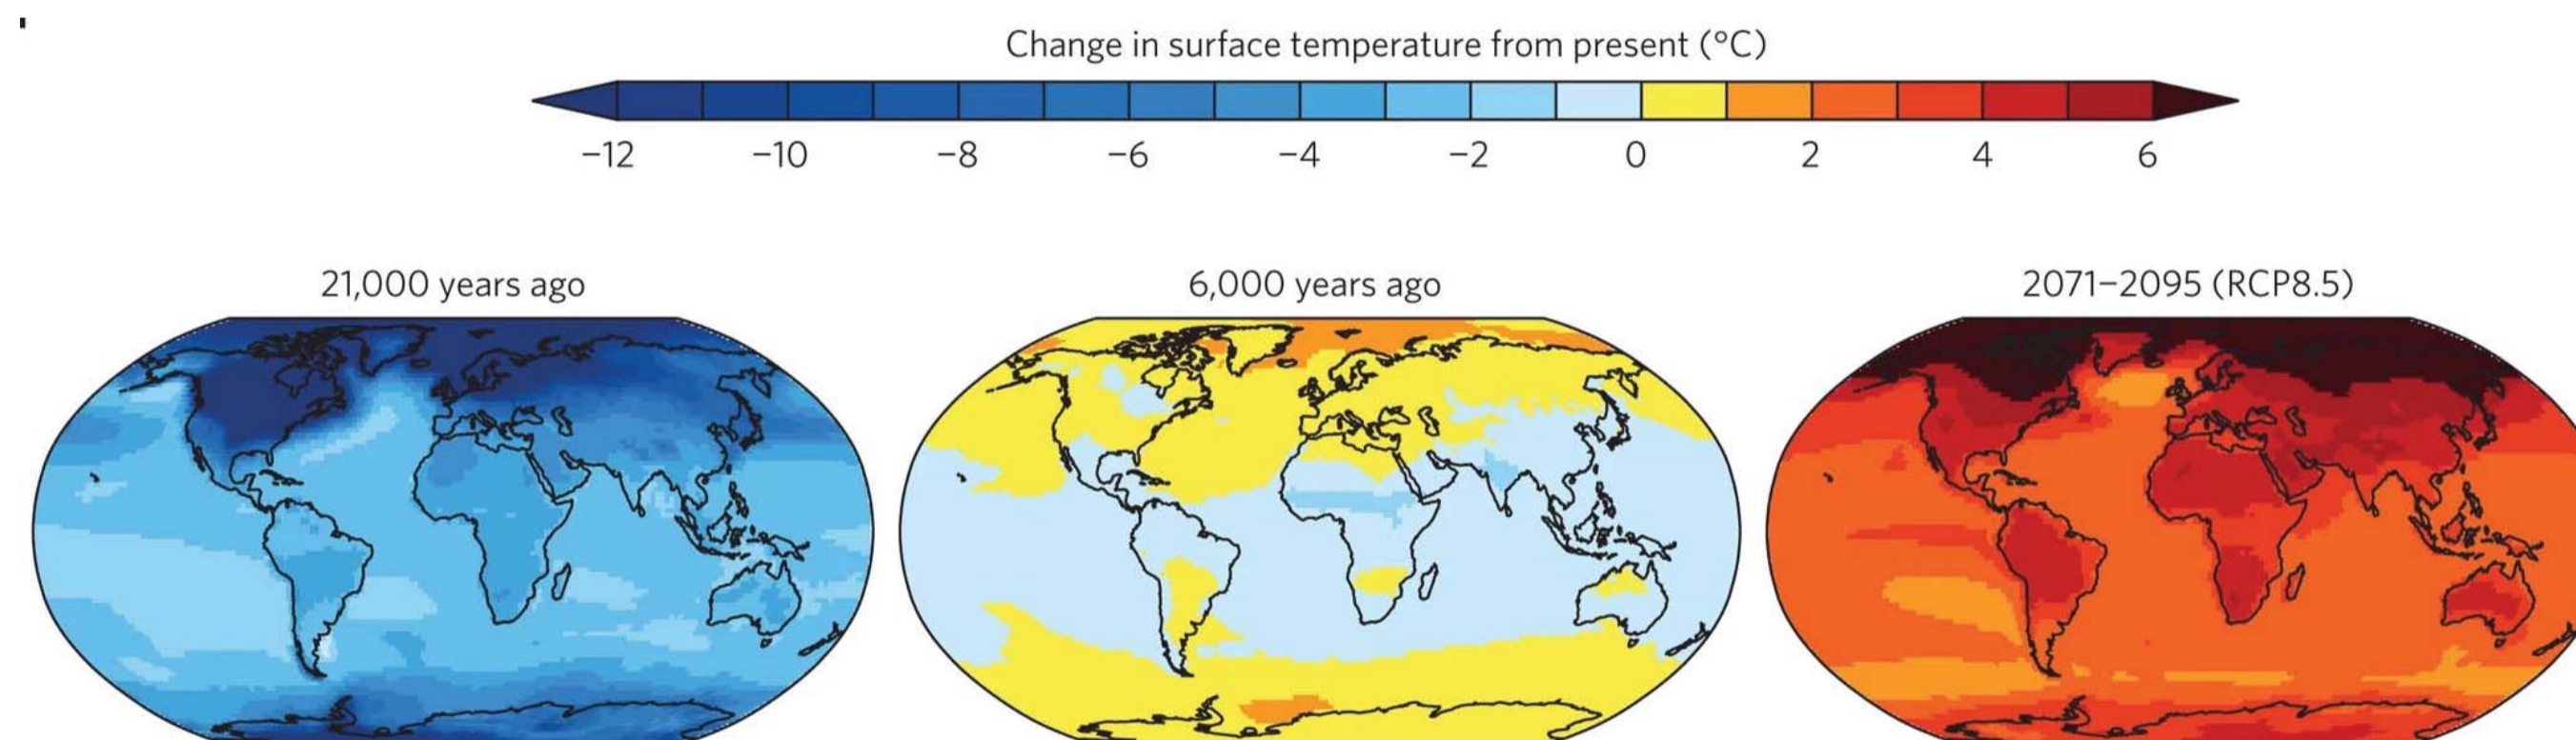 Change in surface temperature from present (°C)
−12 −10 −8 −6 −4 −2 0 2 4 6
21,000 years ago 6,000 years ago 2071–2095 (RCP8.5)